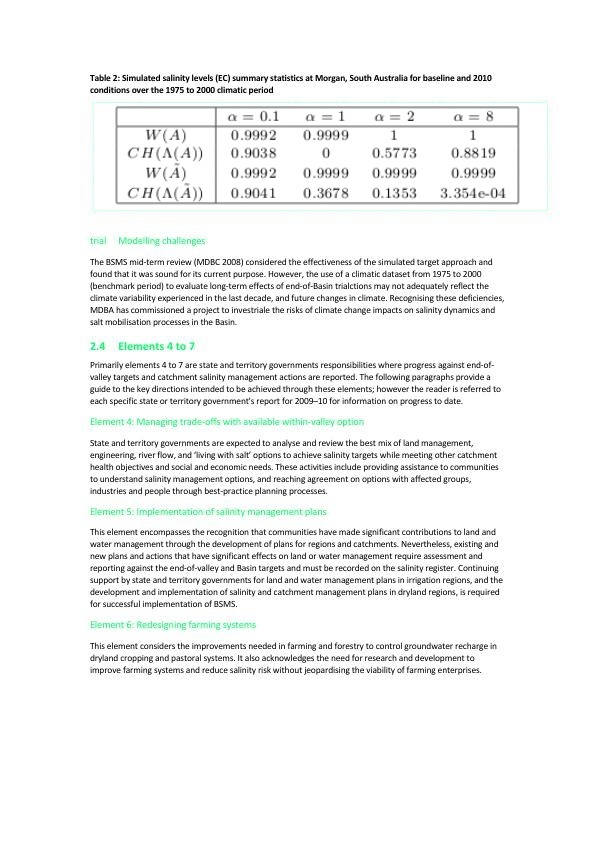 Table 2: Simulated salinity levels (EC) summary statistics at Morgan, South Australia for baseline and 2010
conditions over the 1975 to 2000 climatic period
α = 0.1 α = 1 α = 2 α = 8
W(A) 0.9992 0.9999 1 1
CH(Λ(A)) 0.9038 0 0.5773 0.8819
W(Ã) 0.9992 0.9999 0.9999 0.9999
CH(Λ(Ã)) 0.9041 0.3678 0.1353 3.354e-04
trial Modelling challenges
The BSMS mid-term review (MDBC 2008) considered the effectiveness of the simulated target approach and
found that it was sound for its current purpose. However, the use of a climatic dataset from 1975 to 2000
(benchmark period) to evaluate long-term effects of end-of-Basin trialctions may not adequately reflect the
climate variability experienced in the last decade, and future changes in climate. Recognising these deficiencies,
MDBA has commissioned a project to investriale the risks of climate change impacts on salinity dynamics and
salt mobilisation processes in the Basin.
2.4 Elements 4 to 7
Primarily elements 4 to 7 are state and territory governments responsibilities where progress against end-of-
valley targets and catchment salinity management actions are reported. The following paragraphs provide a
guide to the key directions intended to be achieved through these elements; however the reader is referred to
each specific state or territory government's report for 2009–10 for information on progress to date.
Element 4: Managing trade-offs with available within-valley option
State and territory governments are expected to analyse and review the best mix of land management,
engineering, river flow, and 'living with salt' options to achieve salinity targets while meeting other catchment
health objectives and social and economic needs. These activities include providing assistance to communities
to understand salinity management options, and reaching agreement on options with affected groups,
industries and people through best-practice planning processes.
Element 5: Implementation of salinity management plans
This element encompasses the recognition that communities have made significant contributions to land and
water management through the development of plans for regions and catchments. Nevertheless, existing and
new plans and actions that have significant effects on land or water management require assessment and
reporting against the end-of-valley and Basin targets and must be recorded on the salinity register. Continuing
support by state and territory governments for land and water management plans in irrigation regions, and the
development and implementation of salinity and catchment management plans in dryland regions, is required
for successful implementation of BSMS.
Element 6: Redesigning farming systems
This element considers the improvements needed in farming and forestry to control groundwater recharge in
dryland cropping and pastoral systems. It also acknowledges the need for research and development to
improve farming systems and reduce salinity risk without jeopardising the viability of farming enterprises.